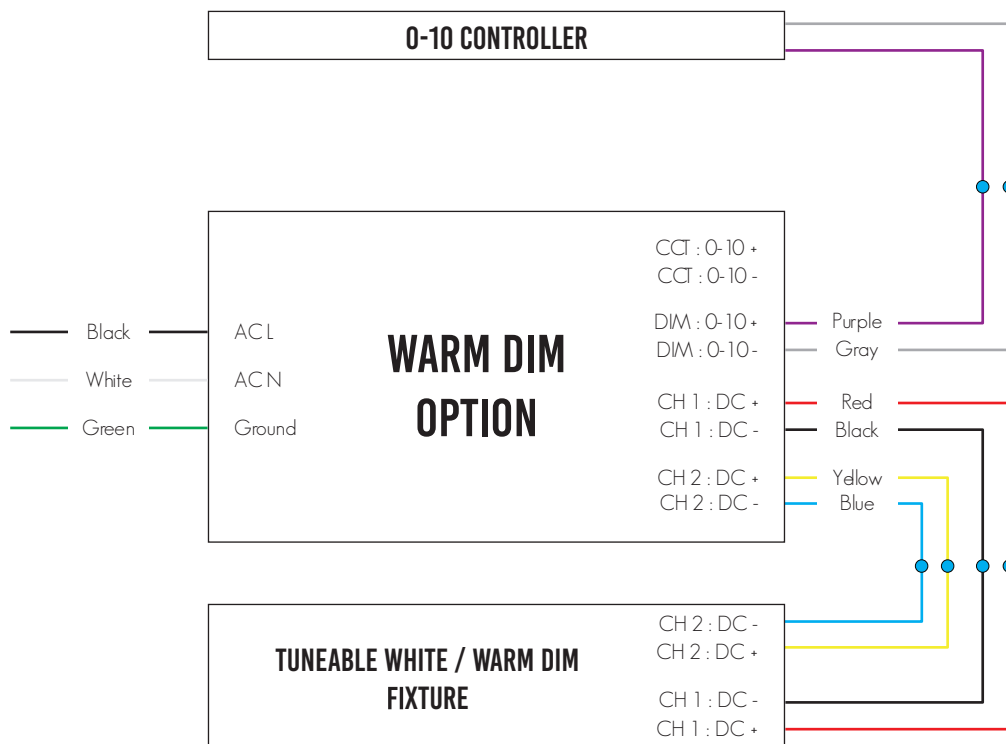 0-10 CONTROLLER
CCT : 0-10 +
CCT : 0-10 -
DIM : 0-10 + Purple
DIM : 0-10 - Gray
Black AC L
White AC N
Green Ground
WARM DIM
OPTION
CH 1 : DC + Red
CH 1 : DC - Black
CH 2 : DC + Yellow
CH 2 : DC - Blue
TUNEABLE WHITE / WARM DIM
FIXTURE
CH 2 : DC -
CH 2 : DC +
CH 1 : DC -
CH 1 : DC +